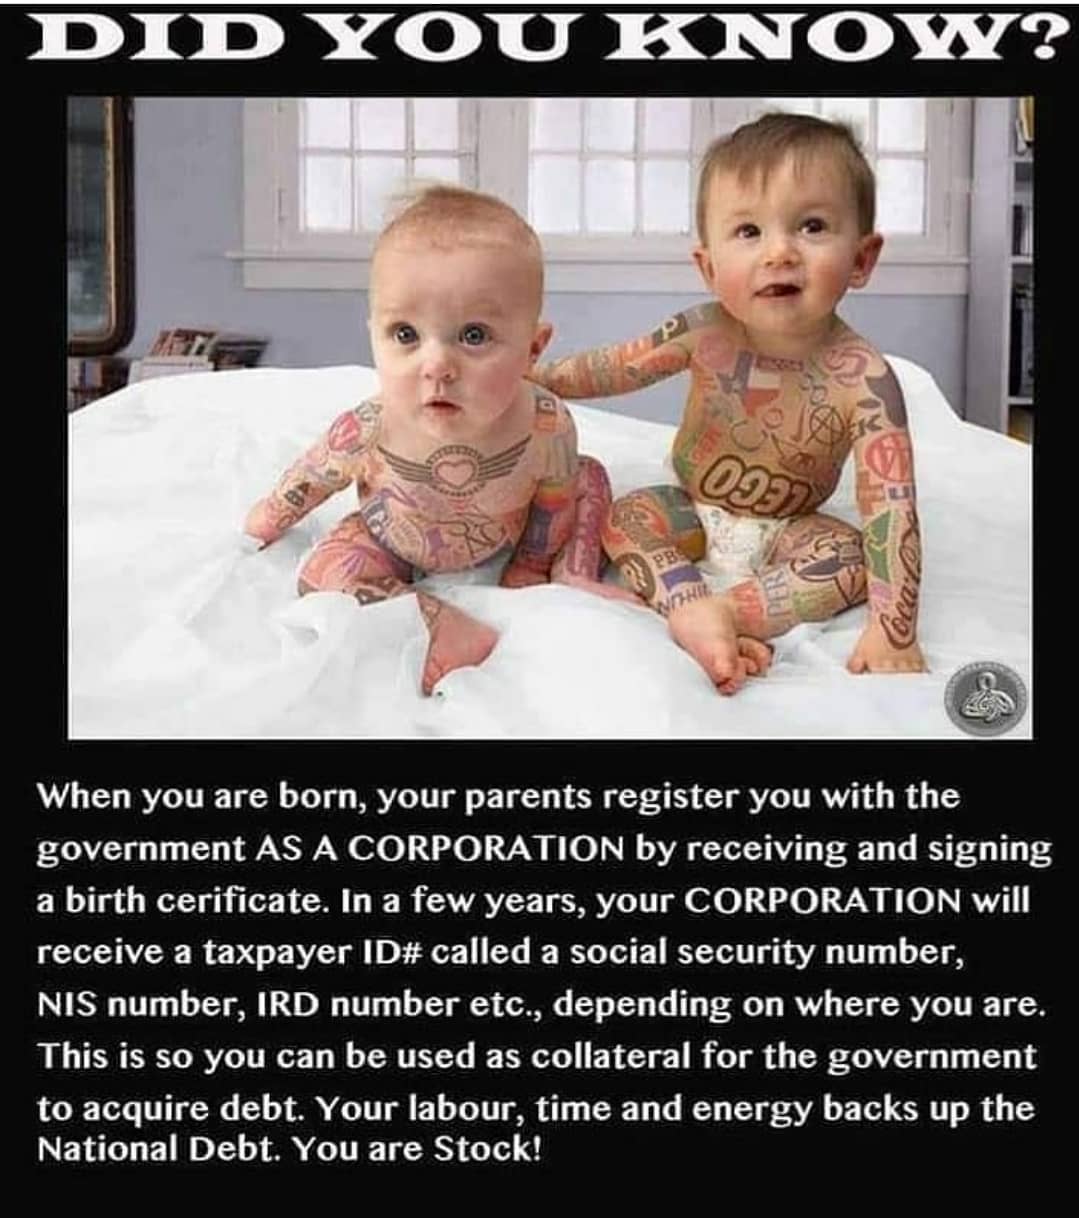 DID YOU KNOW?
LEGO
Coca-Cola
When you are born, your parents register you with the
government AS A CORPORATION by receiving and signing
a birth cerificate. In a few years, your CORPORATION will
receive a taxpayer ID# called a social security number,
NIS number, IRD number etc., depending on where you are.
This is so you can be used as collateral for the government
to acquire debt. Your labour, time and energy backs up the
National Debt. You are Stock!